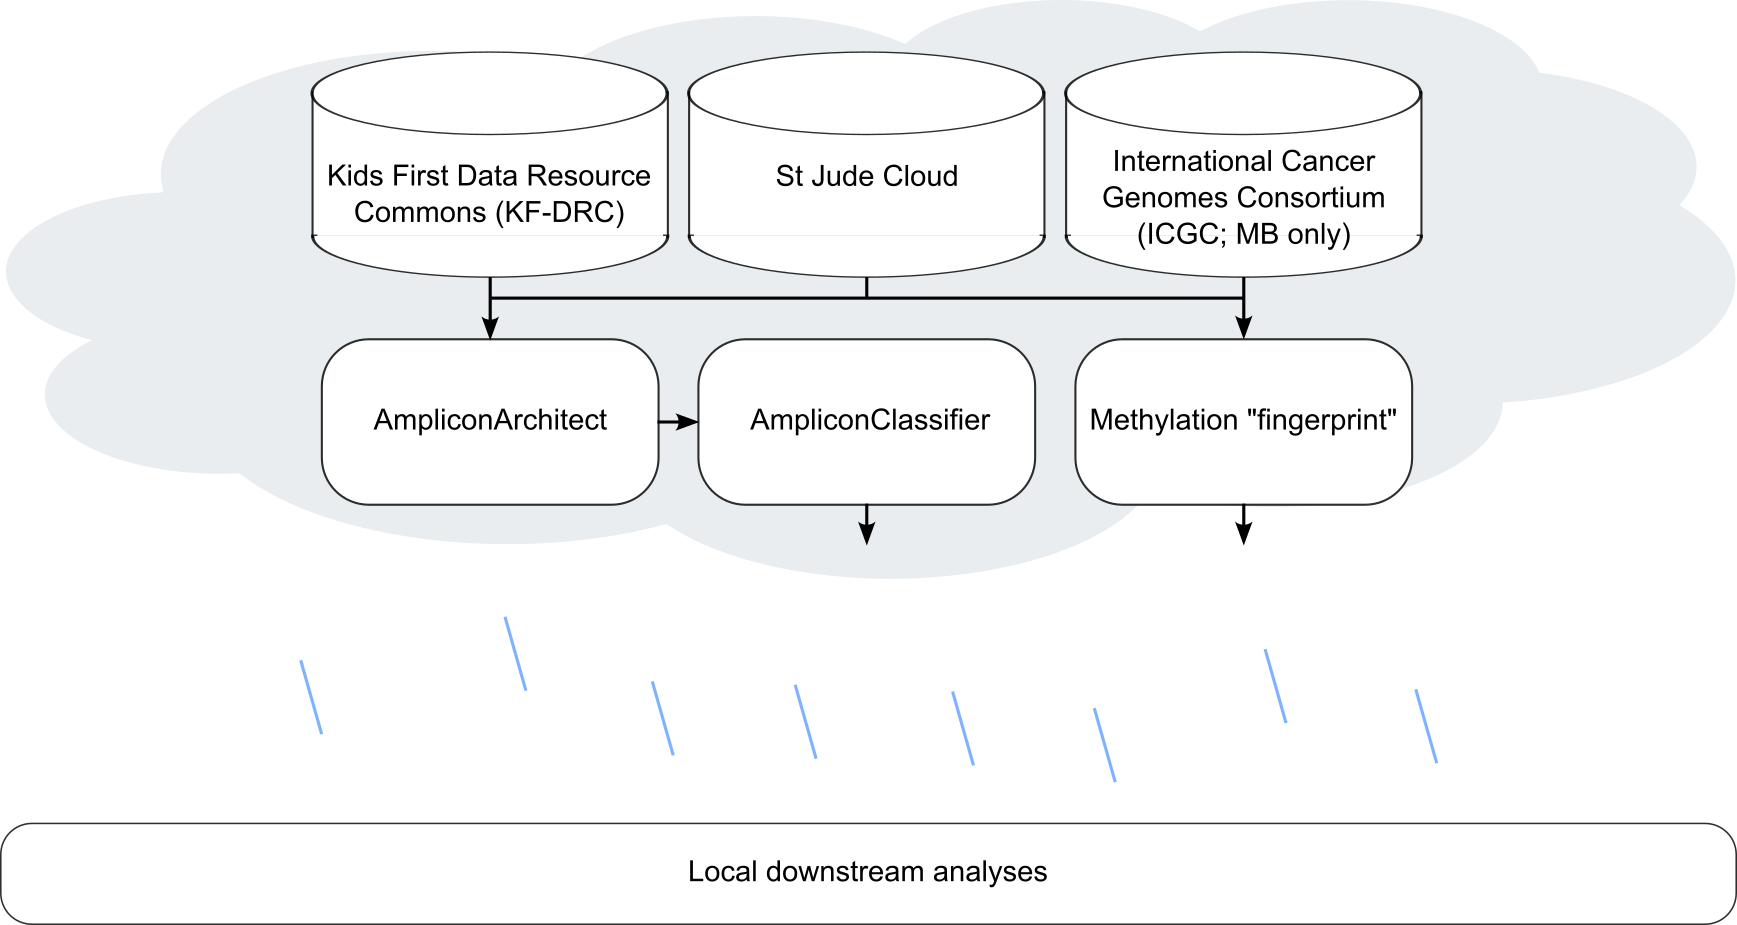 Kids First Data Resource
Commons (KF-DRC)
St Jude Cloud
International Cancer
Genomes Consortium
(ICGC; MB only)
AmpliconArchitect
AmpliconClassifier
Methylation "fingerprint"
Local downstream analyses